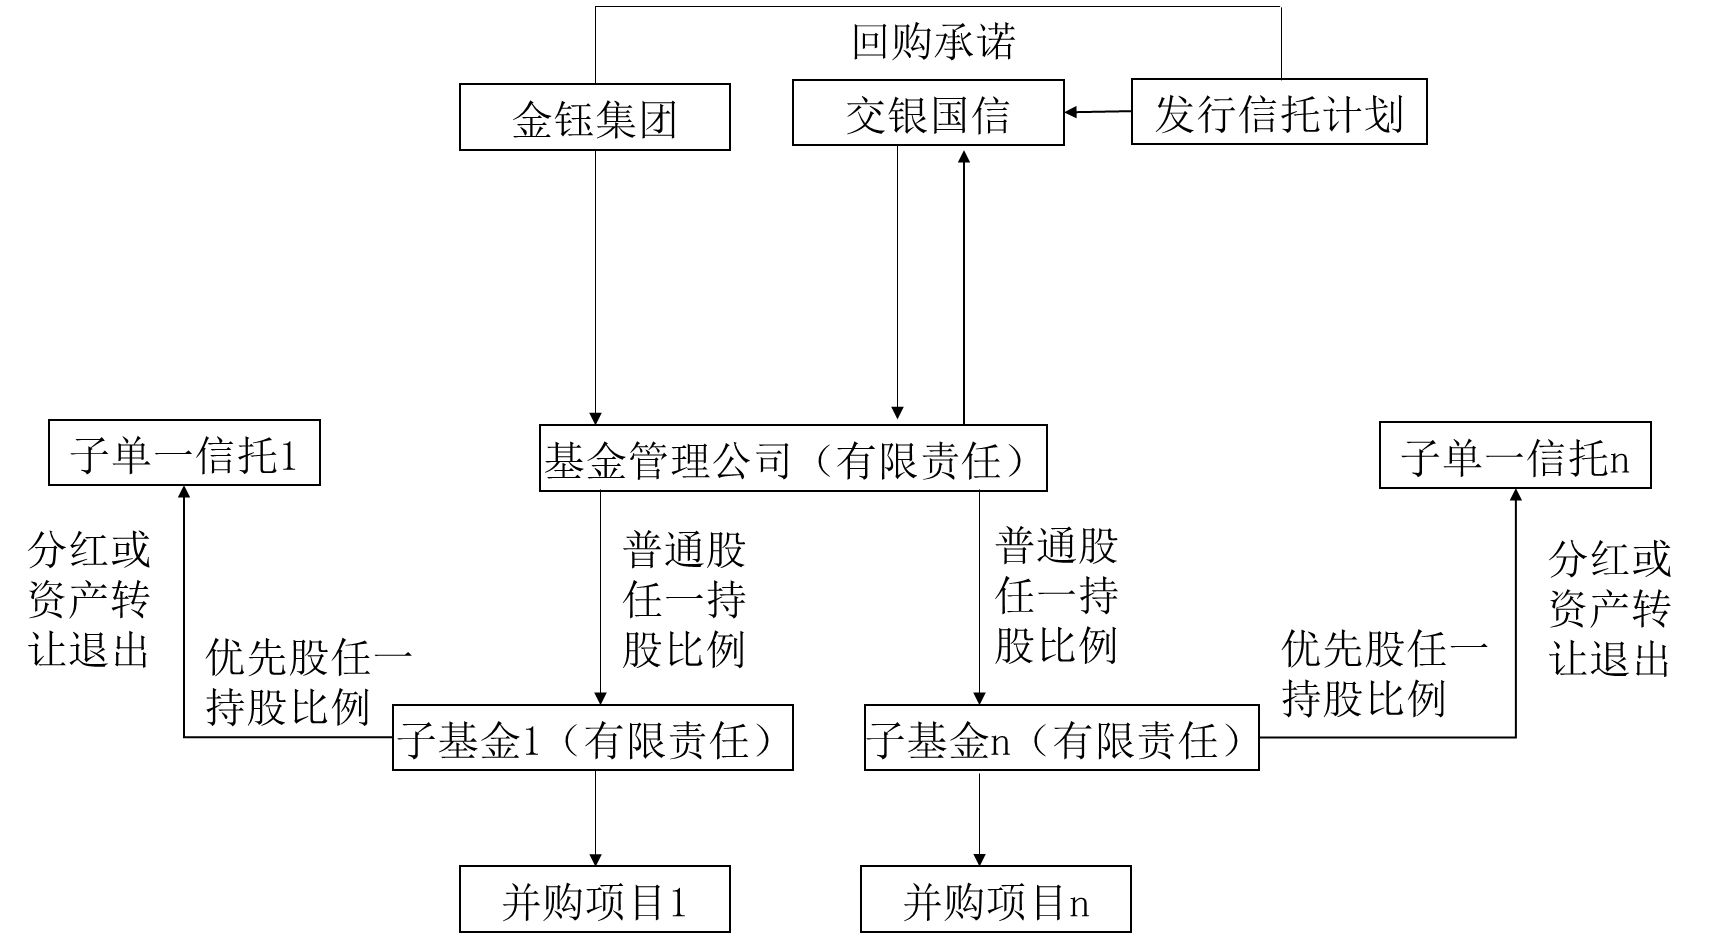 回购承诺
金钰集团
交银国信
发行信托计划
子单一信托1
基金管理公司（有限责任）
子单一信托n
分红或
资产转
让退出
优先股任一
持股比例
普通股
任一持
股比例
普通股
任一持
股比例
优先股任一
持股比例
分红或
资产转
让退出
子基金1（有限责任）
子基金n（有限责任）
并购项目1
并购项目n